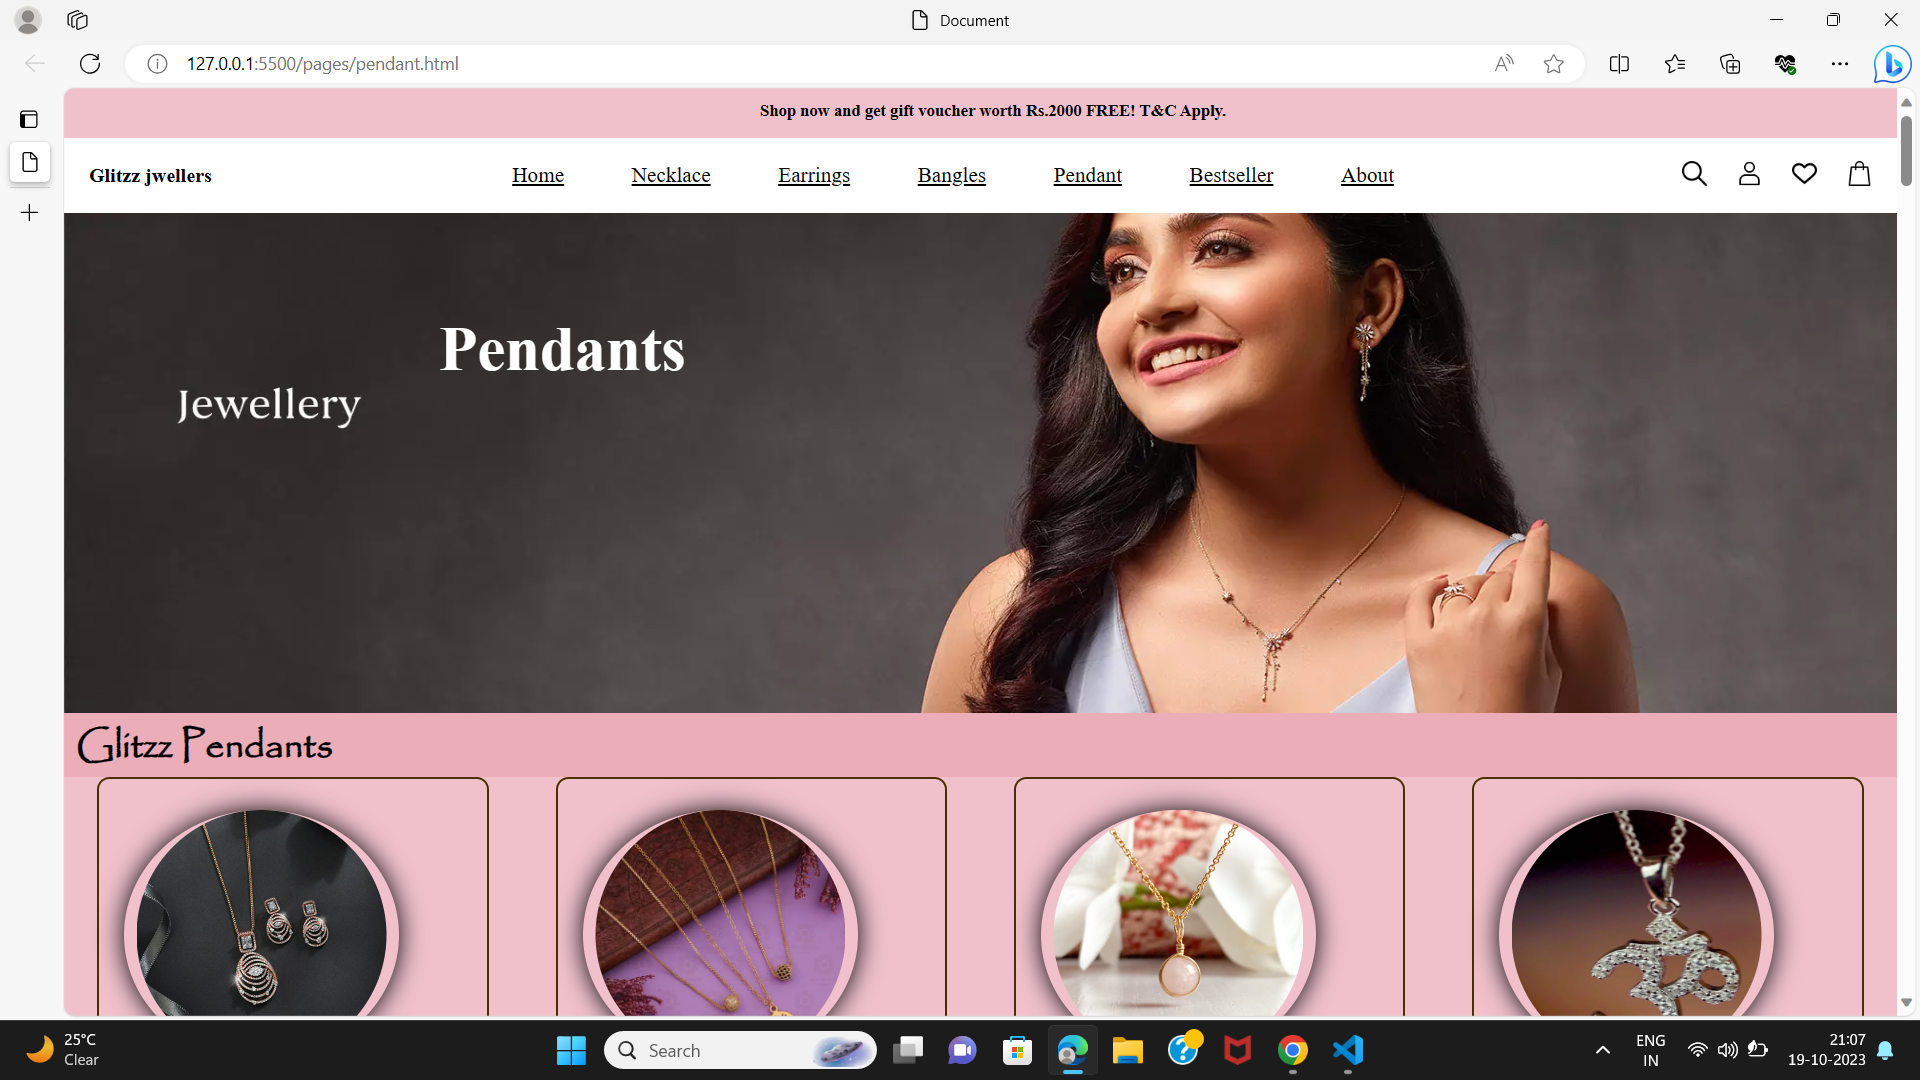 Document
127.0.0.1:5500/pages/pendant.html
Shop now and get gift voucher worth Rs.2000 FREE! T&C Apply.
Glitzz jwellers
Home Necklace Earrings Bangles Pendant Bestseller About
Pendants
Jewellery
Glitzz Pendants
ॐ
25°C
Clear
Search
ENG
IN
21:07
19-10-2023